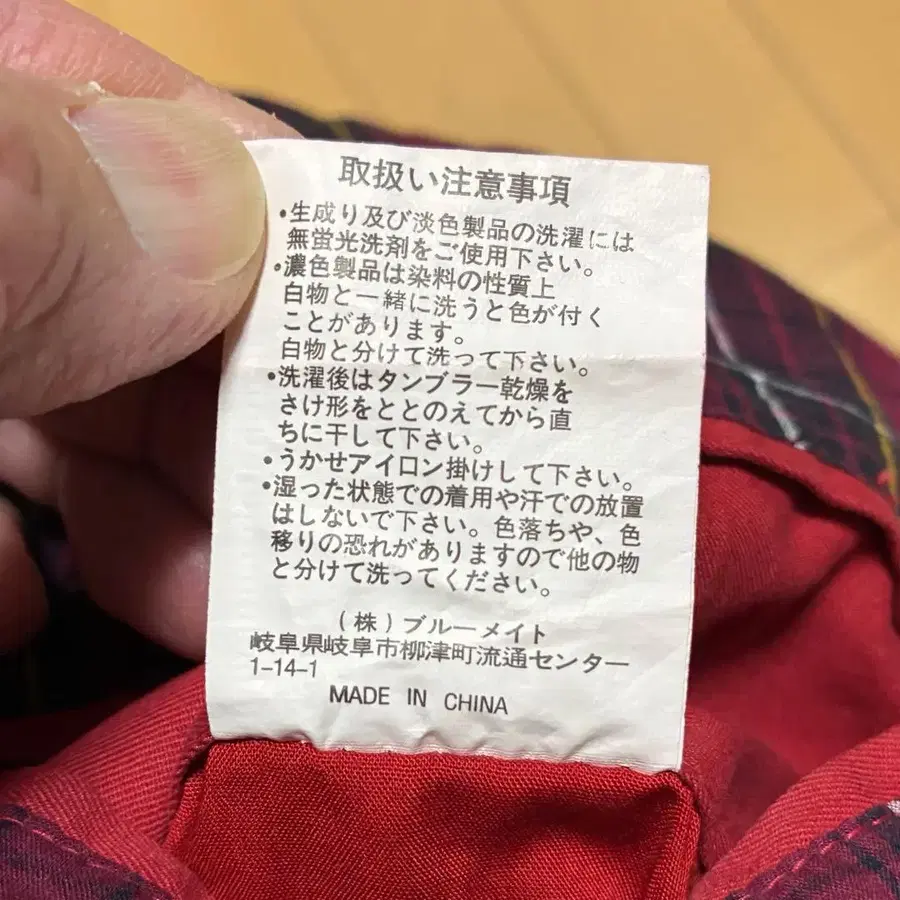 取扱い注意事項
・生成り及び淡色製品の洗濯には
無蛍光洗剤をご使用下さい。
・濃色製品は染料の性質上
白物と一緒に洗うと色が付く
ことがあります。
白物と分けて洗って下さい。
・洗濯後はタンブラー乾燥を
さけ形をととのえてから直
ちに干して下さい。
・うかせアイロン掛けして下さい。
・湿った状態での着用や汗での放置
はしないで下さい。色落ちや、色
移りの恐れがありますので他の物
と分けて洗ってください。
(株)ブルーメイト
岐阜県岐阜市柳津町流通センター
1-14-1
MADE IN CHINA